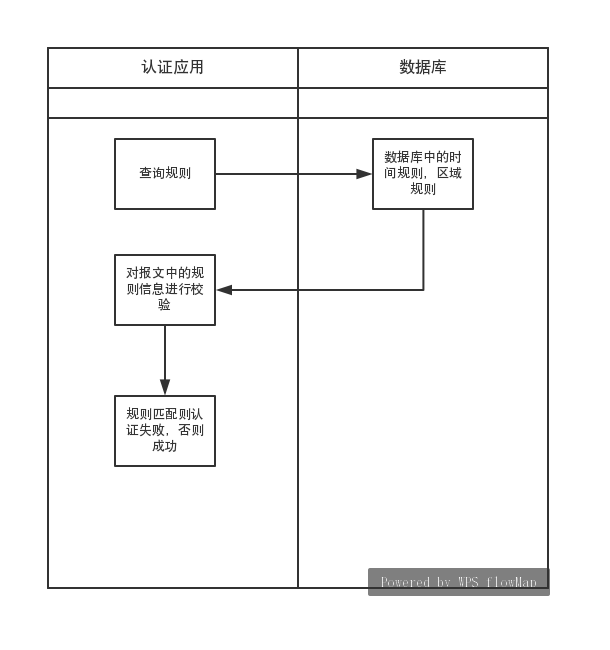 认证应用
数据库
查询规则
数据库中的时
间规则，区域
规则
对报文中的规
则信息进行校
验
规则匹配则认
证失败，否则
成功
Powered by WPS flowMap